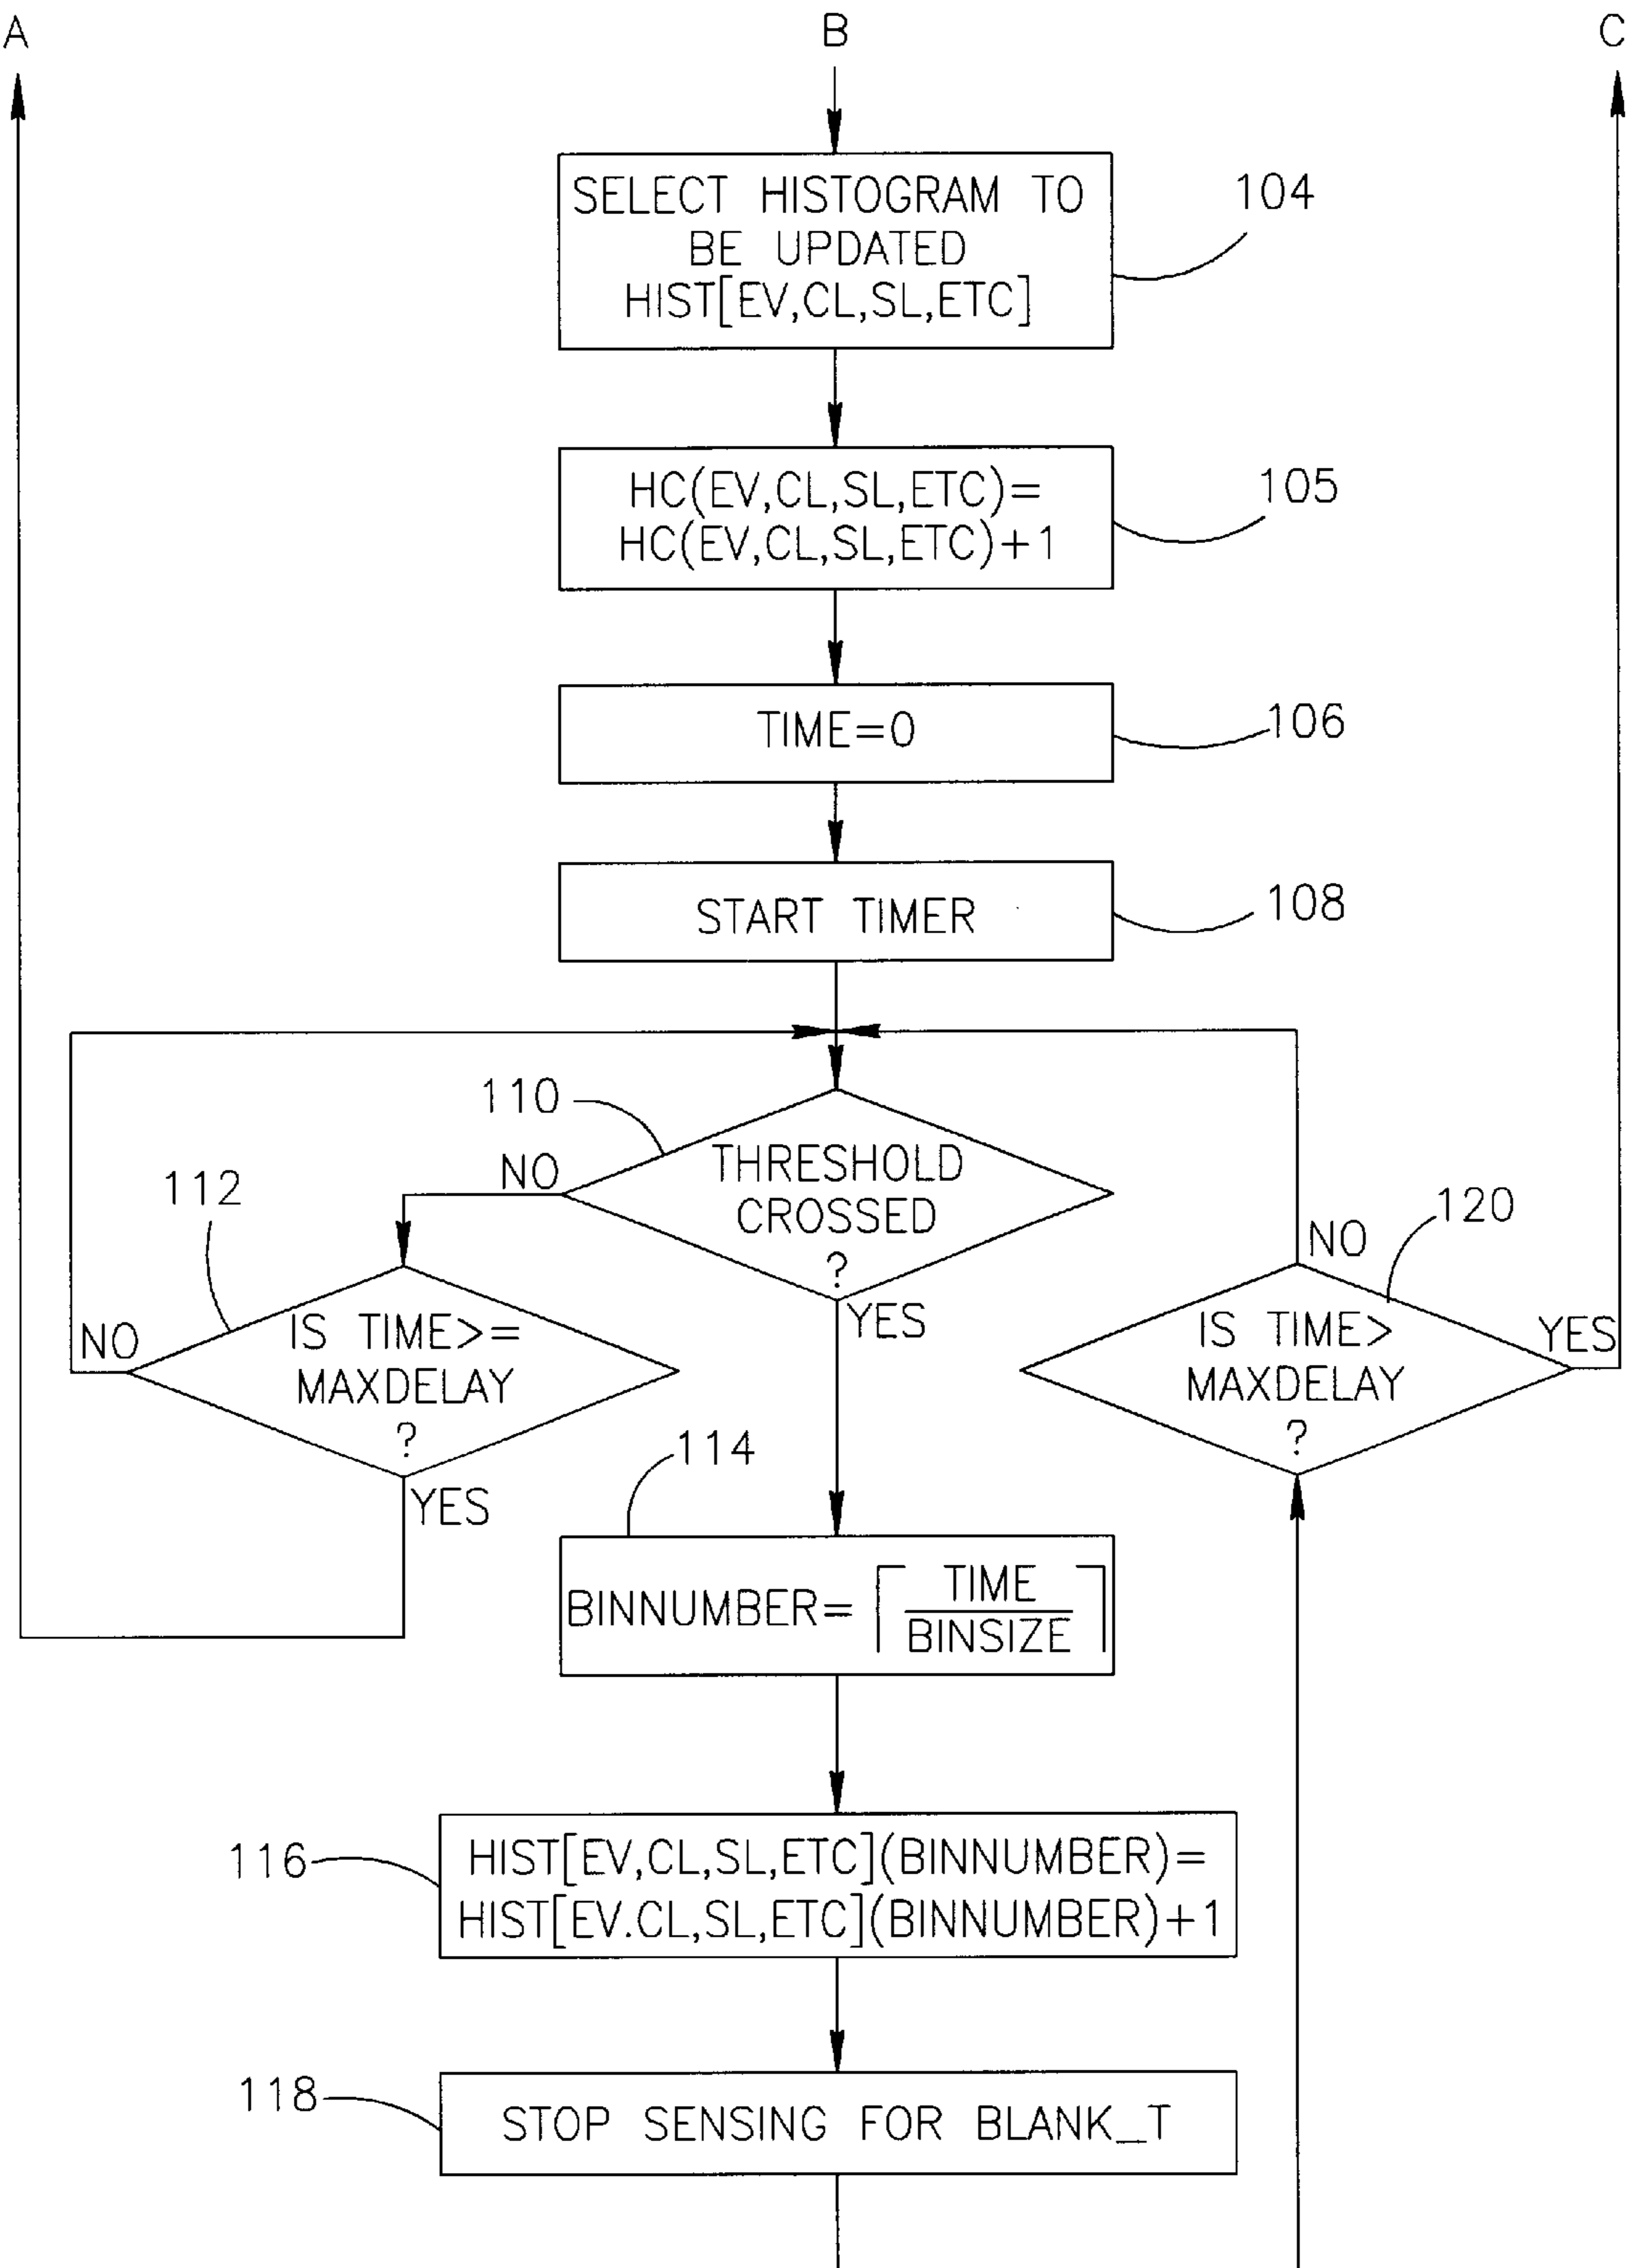 A
B
C
SELECT HISTOGRAM TO
BE UPDATED
HIST[EV,CL,SL,ETC]
104
HC(EV,CL,SL,ETC)=
HC(EV,CL,SL,ETC)+1
105
TIME=0
106
START TIMER
108
110
THRESHOLD
CROSSED
?
NO
YES
112
IS TIME>=
MAXDELAY
?
NO
YES
120
NO
IS TIME>
MAXDELAY
?
YES
114
BINNUMBER=⌈TIME
BINSIZE⌉
116
HIST[EV,CL,SL,ETC](BINNUMBER)=
HIST[EV.CL,SL,ETC](BINNUMBER)+1
118
STOP SENSING FOR BLANK_T